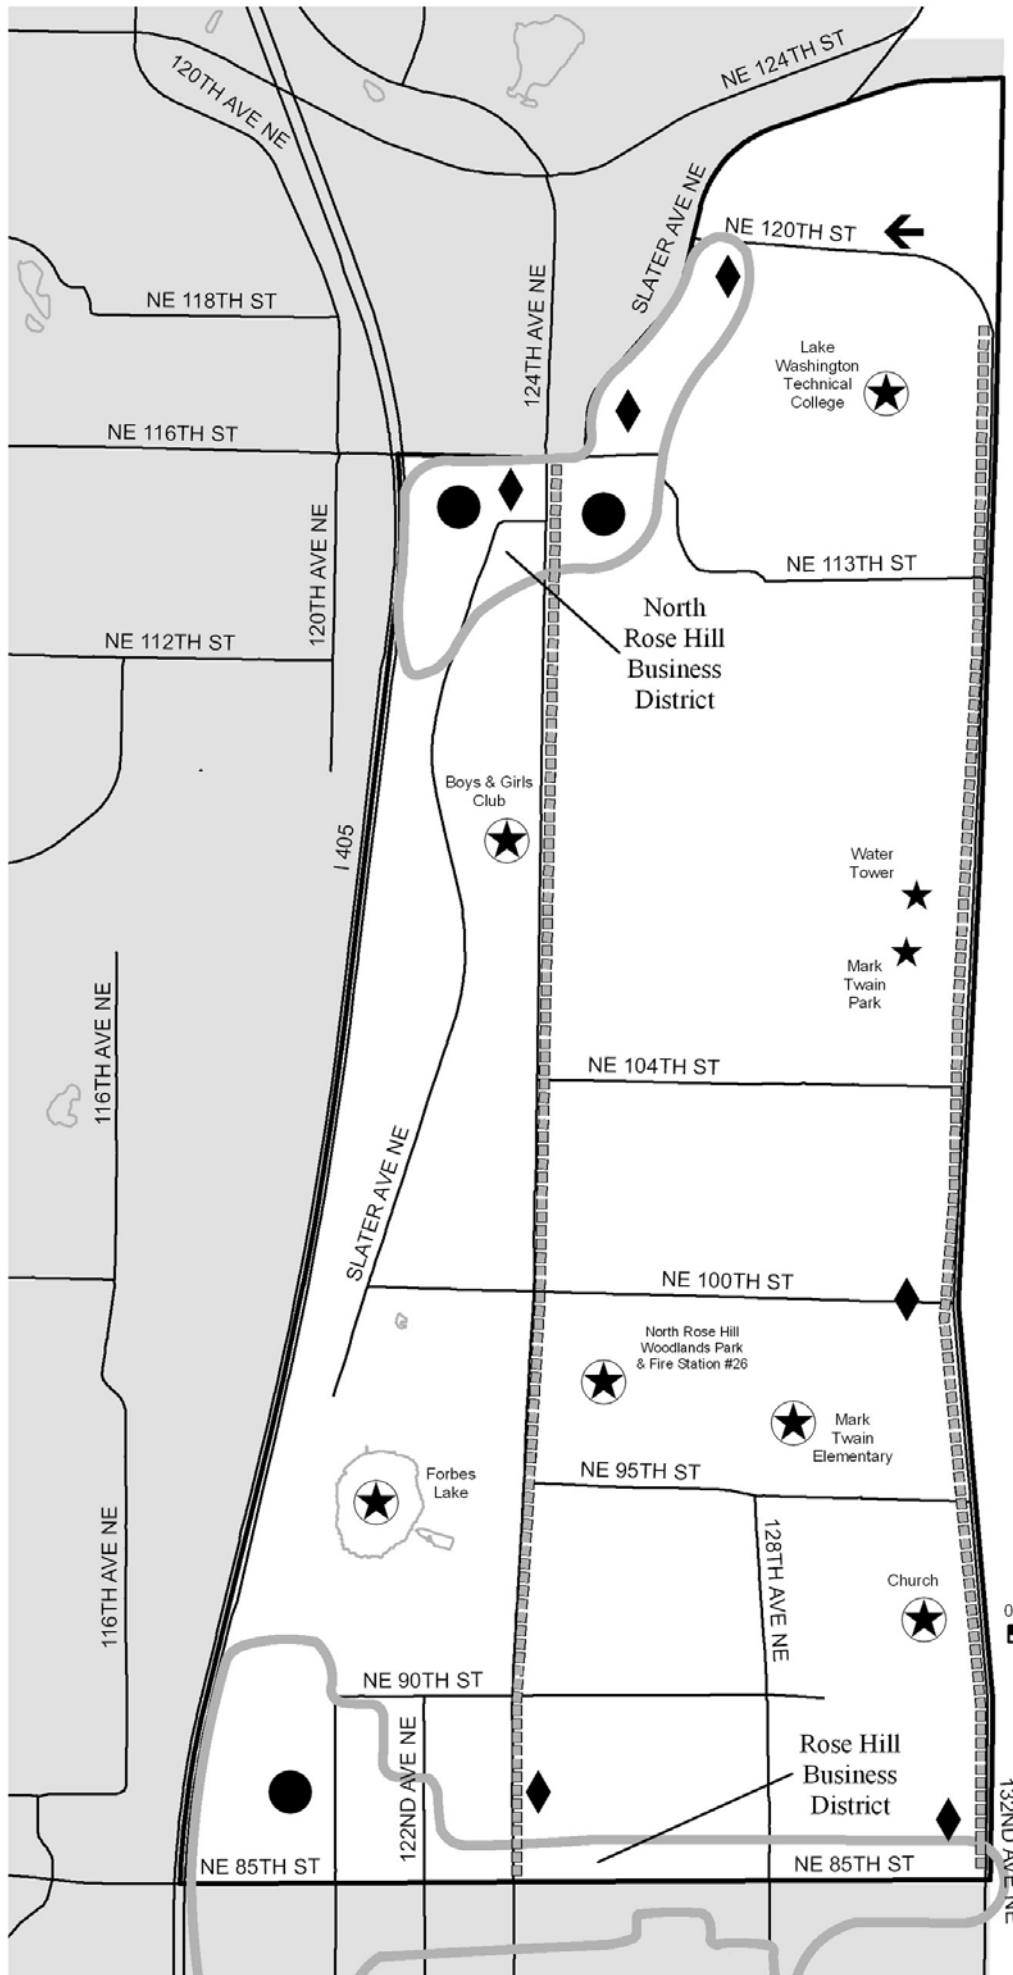 120TH AVE NE
NE 124TH ST
SLATER AVE NE
NE 120TH ST
NE 118TH ST
124TH AVE NE
Lake
Washington
Technical
College
NE 116TH ST
120TH AVE NE
NE 113TH ST
North
Rose Hill
Business
District
NE 112TH ST
Boys & Girls
Club
I 405
Water
Tower
Mark
Twain
Park
116TH AVE NE
NE 104TH ST
SLATER AVE NE
NE 100TH ST
North Rose Hill
Woodlands Park
& Fire Station #26
Mark
Twain
Elementary
NE 95TH ST
Forbes
Lake
116TH AVE NE
128TH AVE NE
Church
0
NE 90TH ST
122ND AVE NE
Rose Hill
Business
District
132ND AVE NE
NE 85TH ST
NE 85TH ST